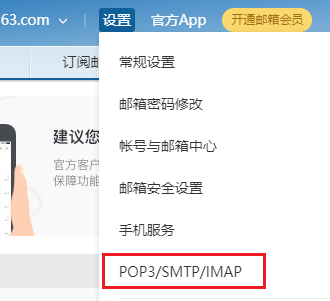 63.com
设置
官方App
开通邮箱会员
订阅邮
常规设置
邮箱密码修改
建议您
帐号与邮箱中心
官方客户
保障功能
邮箱安全设置
手机服务
POP3/SMTP/IMAP